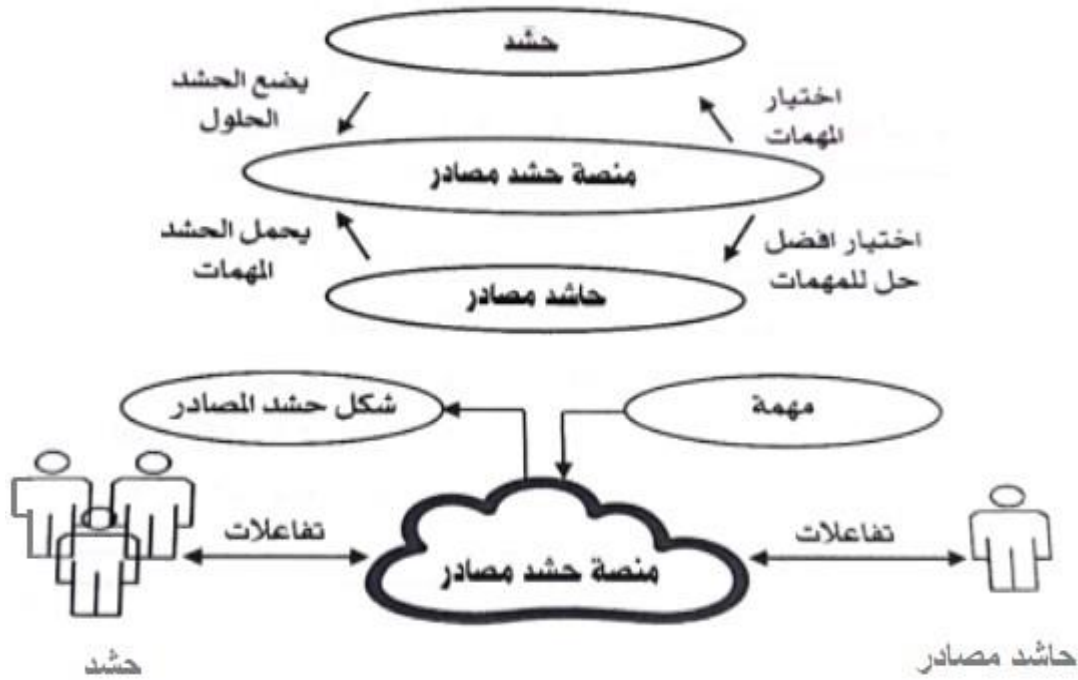 حشد
يضع الحشد
الحلول
اختيار
المهمات
منصة حشد مصادر
يحمل الحشد
المهمات
اختيار افضل
حل للمهمات
حاشد مصادر
مهمة
شكل حشد المصادر
تفاعلات
تفاعلات
منصة حشد مصادر
حاشد مصادر
حشد